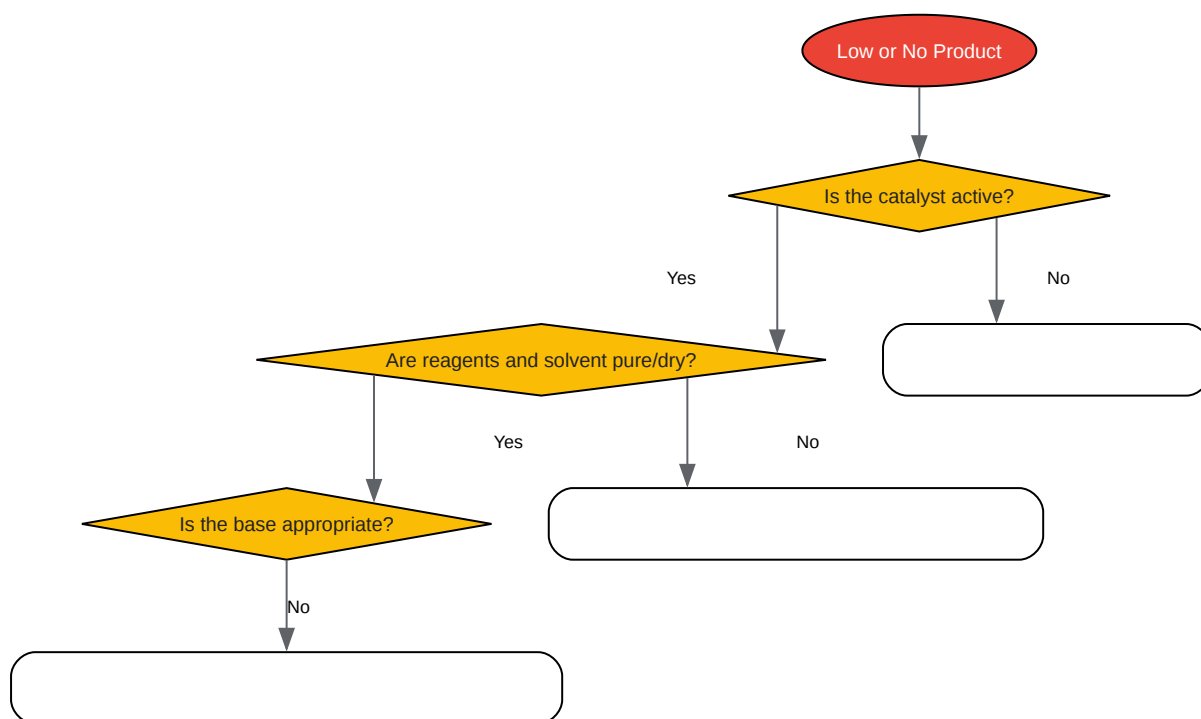 Low or No Product
Is the catalyst active?
Yes
No
Are reagents and solvent pure/dry?
Yes
No
Is the base appropriate?
No